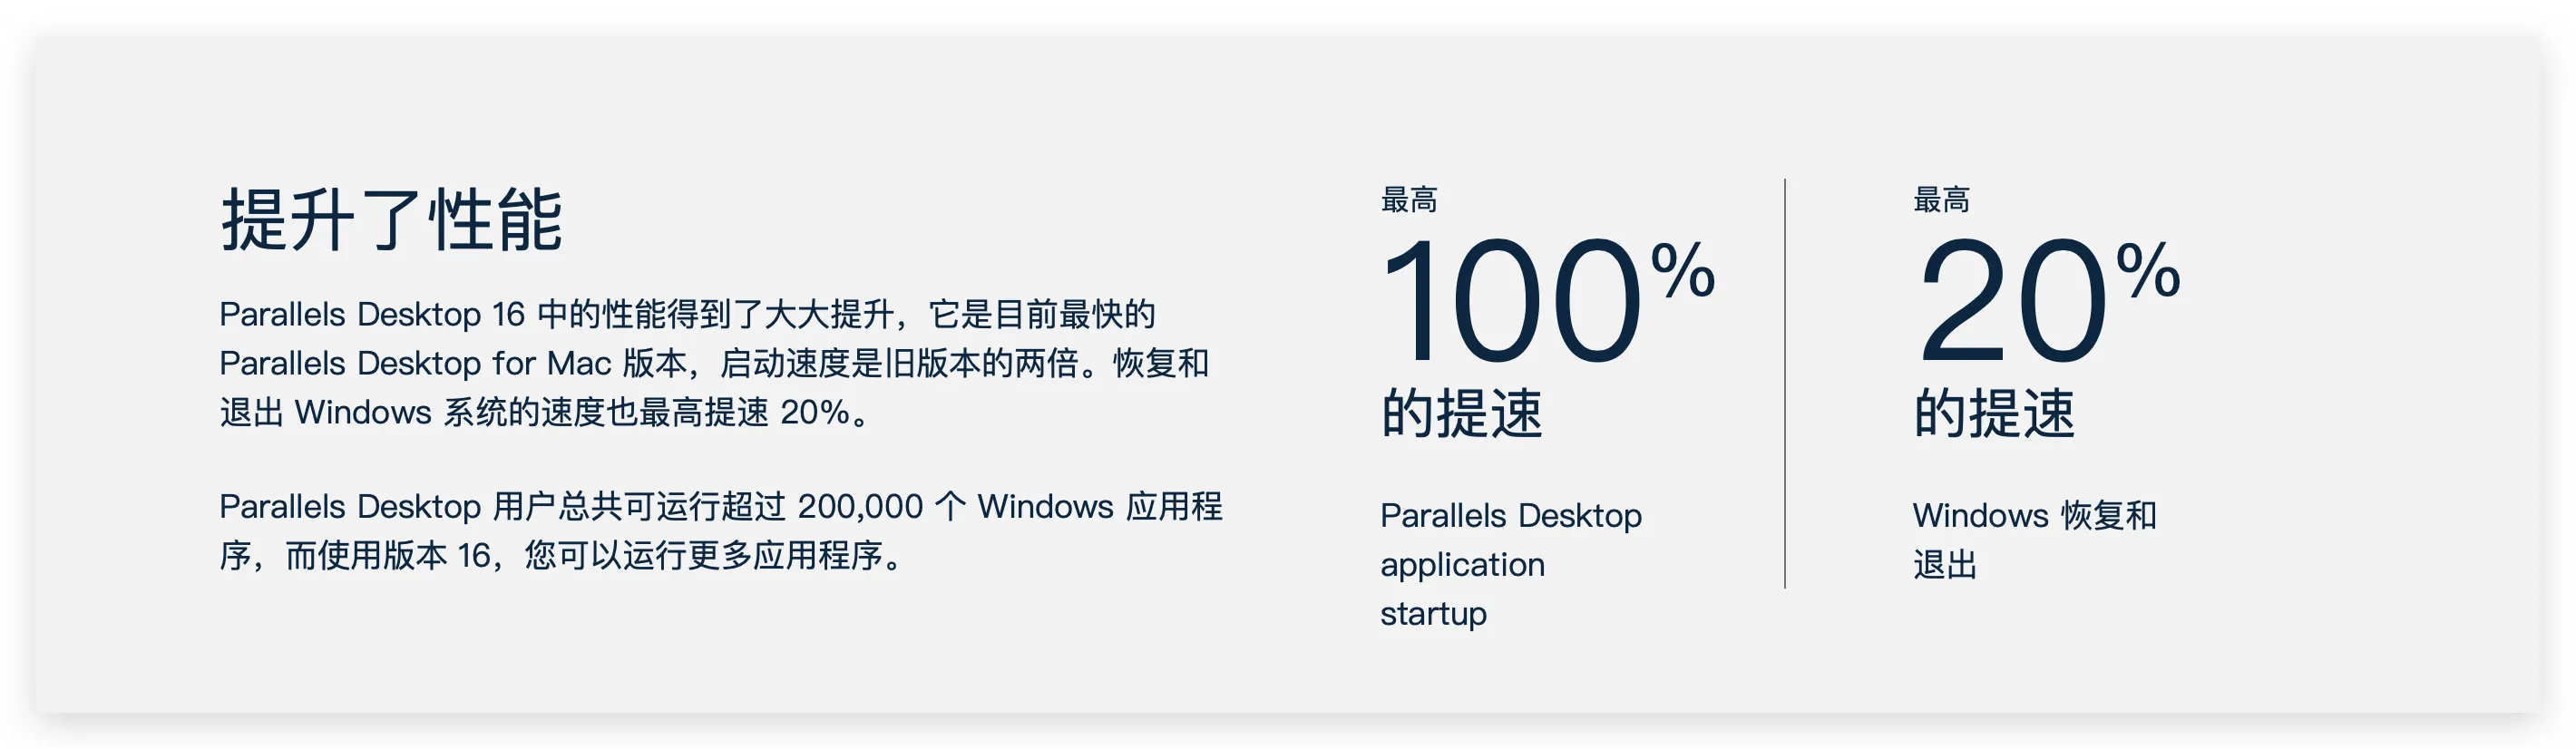 提升了性能
Parallels Desktop 16 中的性能得到了大大提升，它是目前最快的
Parallels Desktop for Mac 版本，启动速度是旧版本的两倍。恢复和
退出 Windows 系统的速度也最高提速 20%。
Parallels Desktop 用户总共可运行超过 200,000 个 Windows 应用程
序，而使用版本 16，您可以运行更多应用程序。
最高
100%
的提速
Parallels Desktop
application
startup
最高
20%
的提速
Windows 恢复和
退出